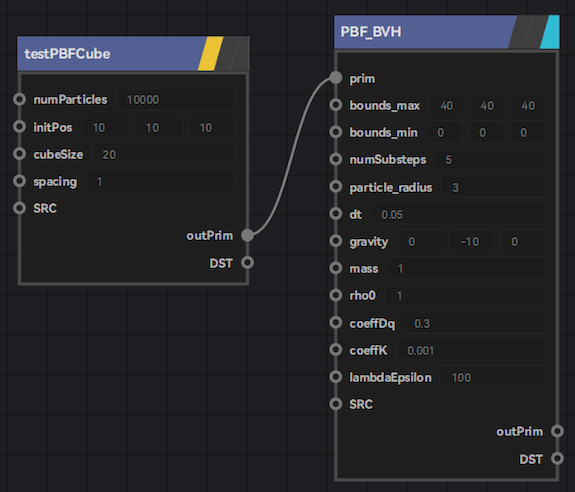 testPBFCube
numParticles 10000
initPos 10 10 10
cubeSize 20
spacing 1
SRC
outPrim
DST
PBF_BVH
prim
bounds_max 40 40 40
bounds_min 0 0 0
numSubsteps 5
particle_radius 3
dt 0.05
gravity 0 -10 0
mass 1
rho0 1
coeffDq 0.3
coeffK 0.001
lambdaEpsilon 100
SRC
outPrim
DST